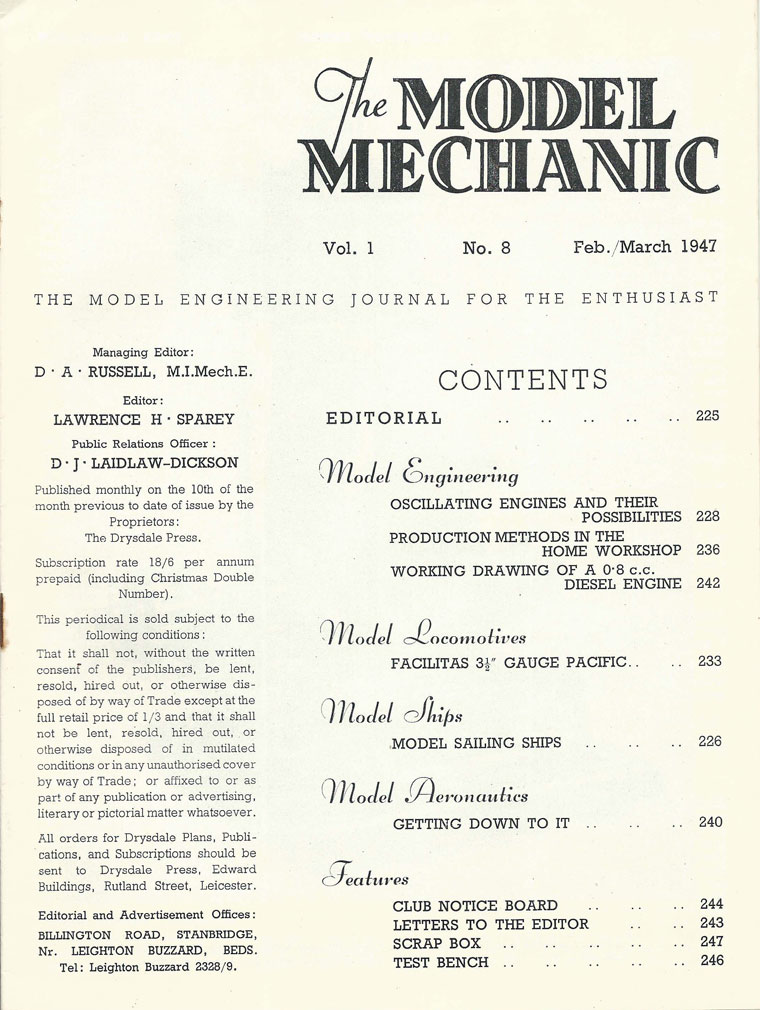 The MODEL
MECHANIC
Vol. 1 No. 8 Feb./March 1947
THE MODEL ENGINEERING JOURNAL FOR THE ENTHUSIAST
Managing Editor:
D · A · RUSSELL, M.I.Mech.E.
Editor:
LAWRENCE H · SPAREY
Public Relations Officer :
D · J · LAIDLAW-DICKSON
Published monthly on the 10th of the
month previous to date of issue by the
Proprietors:
The Drysdale Press.
Subscription rate 18/6 per annum
prepaid (including Christmas Double
Number).
This periodical is sold subject to the
following conditions :
That it shall not, without the written
consent of the publishers, be lent,
resold, hired out, or otherwise dis-
posed of by way of Trade except at the
full retail price of 1/3 and that it shall
not be lent, resold, hired out, or
otherwise disposed of in mutilated
conditions or in any unauthorised cover
by way of Trade; or affixed to or as
part of any publication or advertising,
literary or pictorial matter whatsoever.
All orders for Drysdale Plans, Publi-
cations, and Subscriptions should be
sent to Drysdale Press, Edward
Buildings, Rutland Street, Leicester.
Editorial and Advertisement Offices:
BILLINGTON ROAD, STANBRIDGE,
Nr. LEIGHTON BUZZARD, BEDS.
Tel: Leighton Buzzard 2328/9.
CONTENTS
EDITORIAL .. .. .. .. .. 225
Model Engineering
OSCILLATING ENGINES AND THEIR
POSSIBILITIES 228
PRODUCTION METHODS IN THE
HOME WORKSHOP 236
WORKING DRAWING OF A 0·8 c.c.
DIESEL ENGINE 242
Model Locomotives
FACILITAS 3½″ GAUGE PACIFIC.. .. 233
Model Ships
MODEL SAILING SHIPS .. .. .. 226
Model Aeronautics
GETTING DOWN TO IT .. .. .. 240
Features
CLUB NOTICE BOARD .. .. .. 244
LETTERS TO THE EDITOR .. .. 243
SCRAP BOX .. .. .. .. .. 247
TEST BENCH .. .. .. .. .. 246